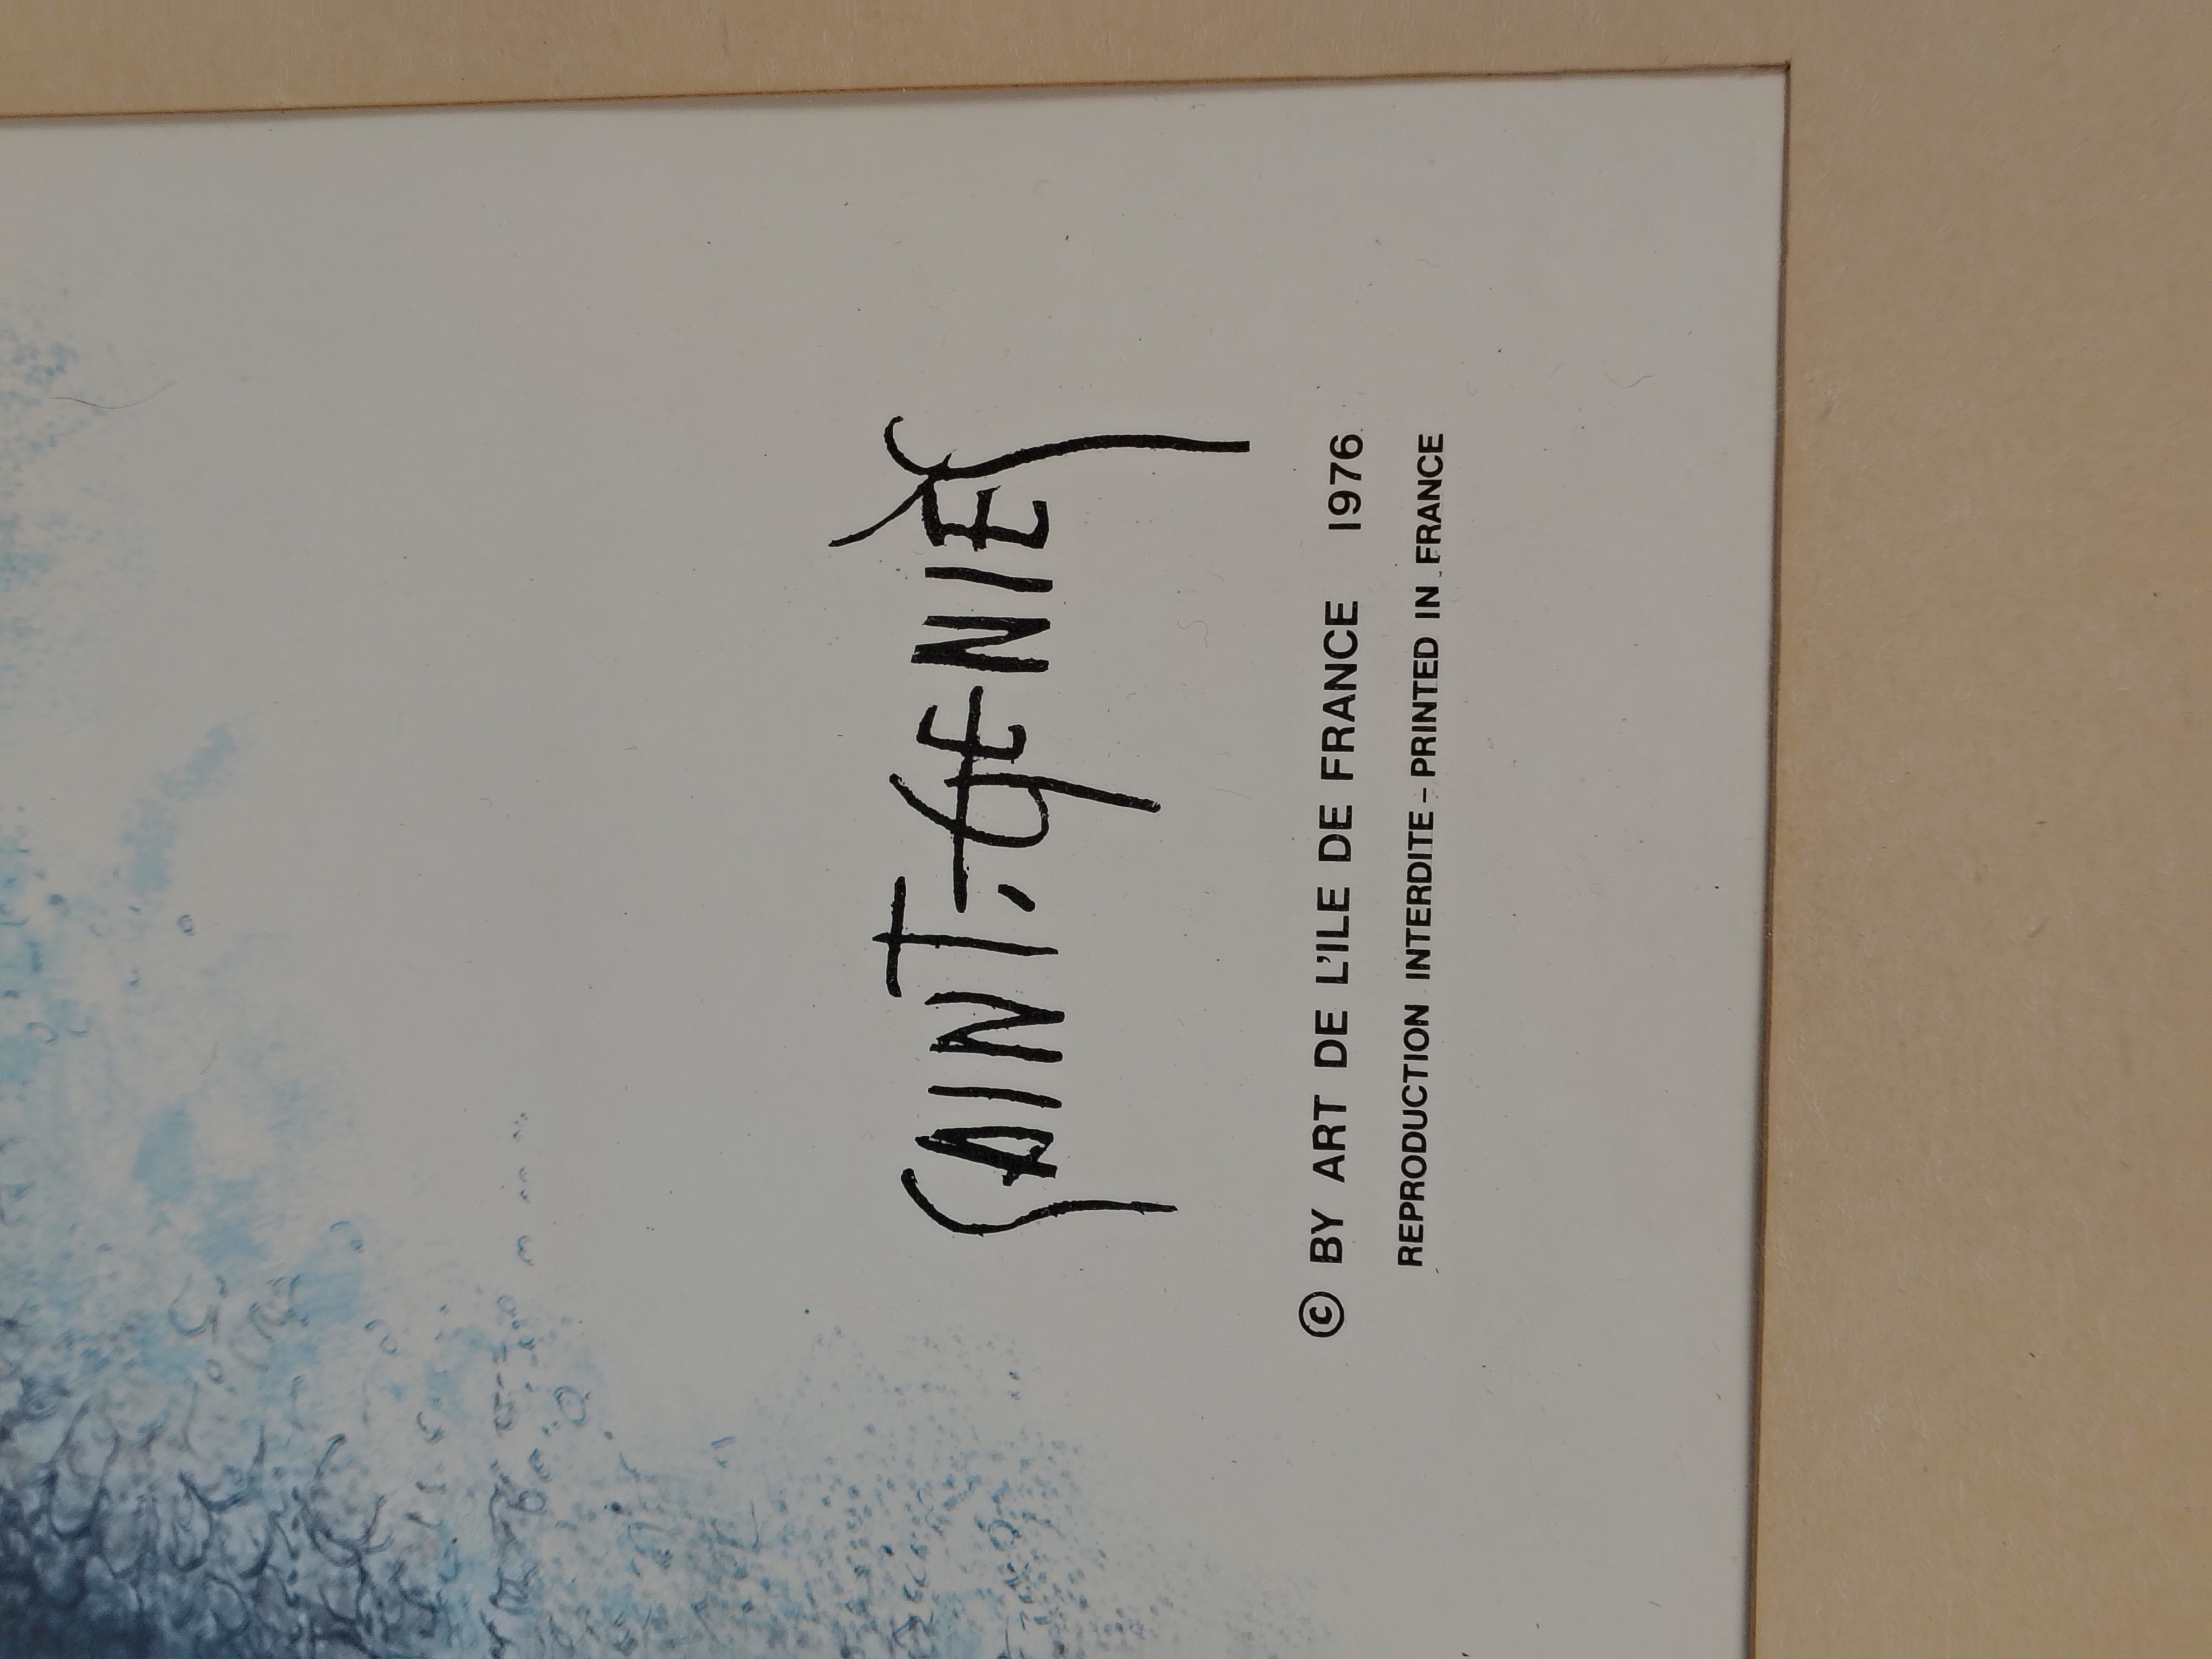 SAINT-GENIES
© BY ART DE L'ILE DE FRANCE 1976
REPRODUCTION INTERDITE – PRINTED IN FRANCE